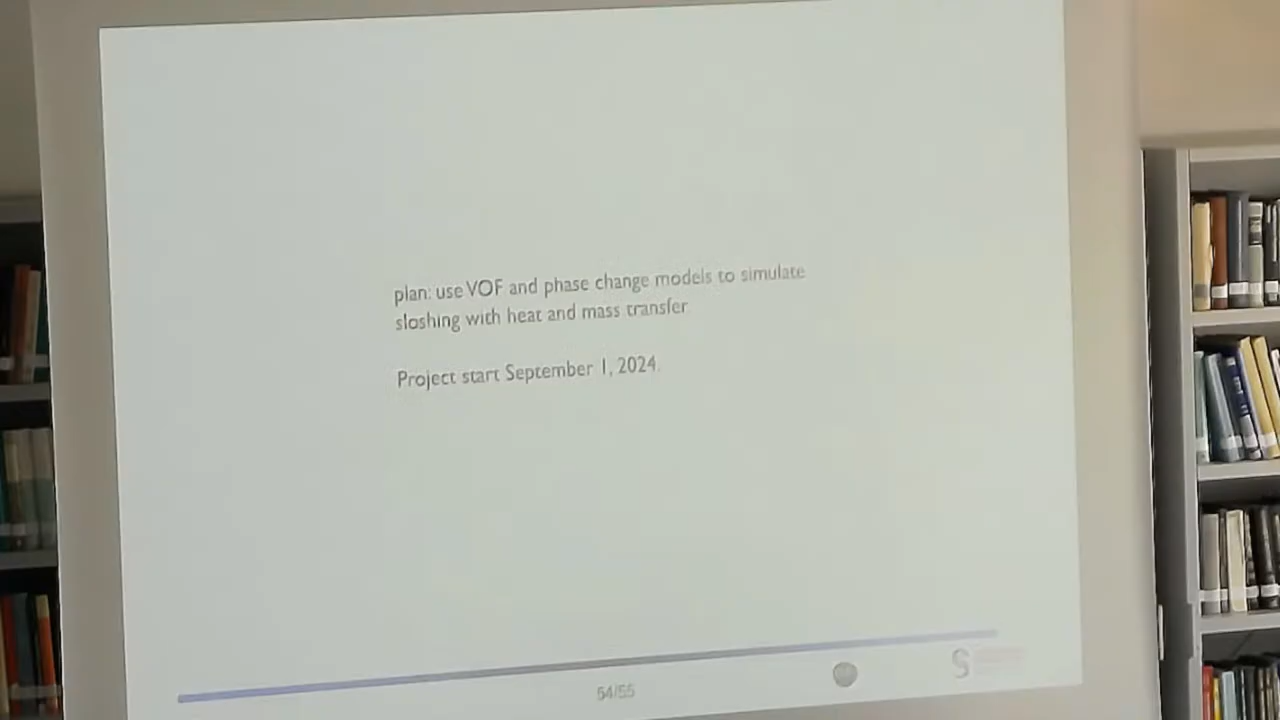 plan: use VOF and phase change models to simulate
sloshing with heat and mass transfer
Project start September 1, 2024.
54/55
S